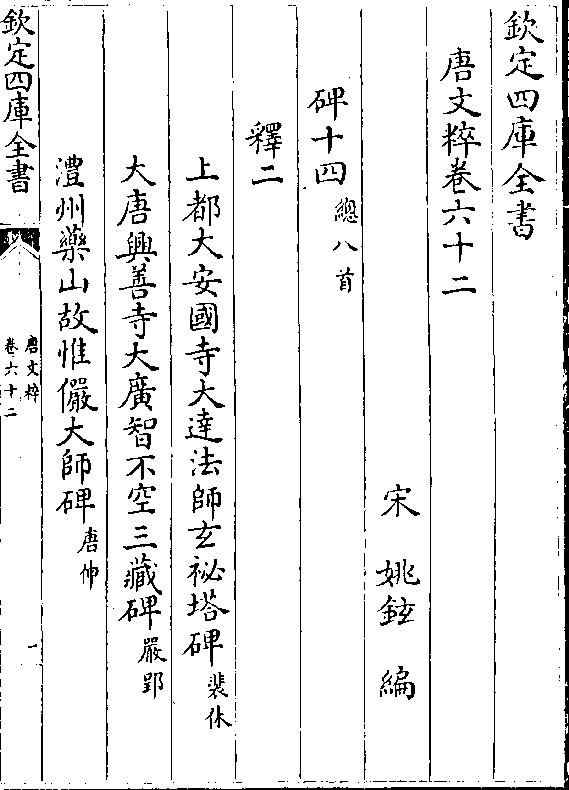 欽定四庫全書
唐文粹卷六十二
宋 姚鉉 編
碑十四 總八首
釋二
上都大安國寺大達法師玄祕塔碑 裴休
大唐興善寺大廣智不空三藏碑 嚴郢
澧州藥山故惟儼大師碑 唐伸
欽定四庫全書
唐文粹
卷六十二
一